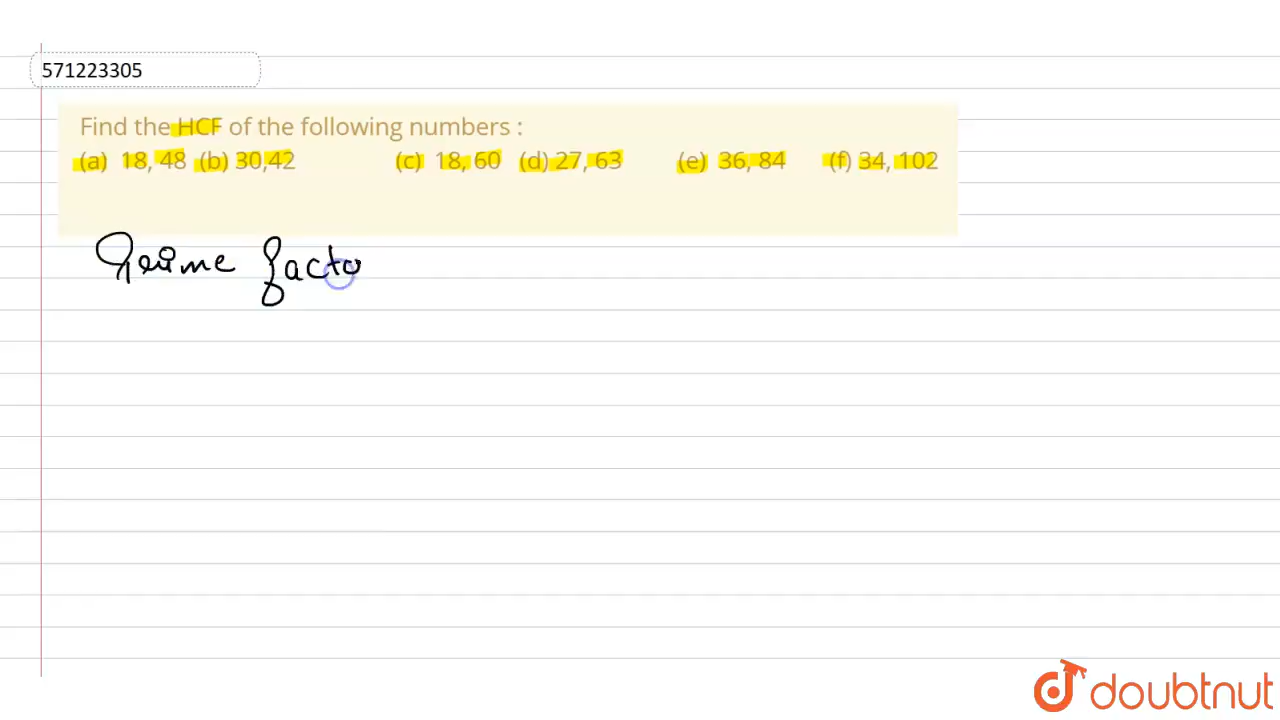 571223305
Find the HCF of the following numbers :
(a) 18, 48 (b) 30,42 (c) 18, 60 (d) 27, 63 (e) 36, 84 (f) 34, 102
Prime facto
doubtnut